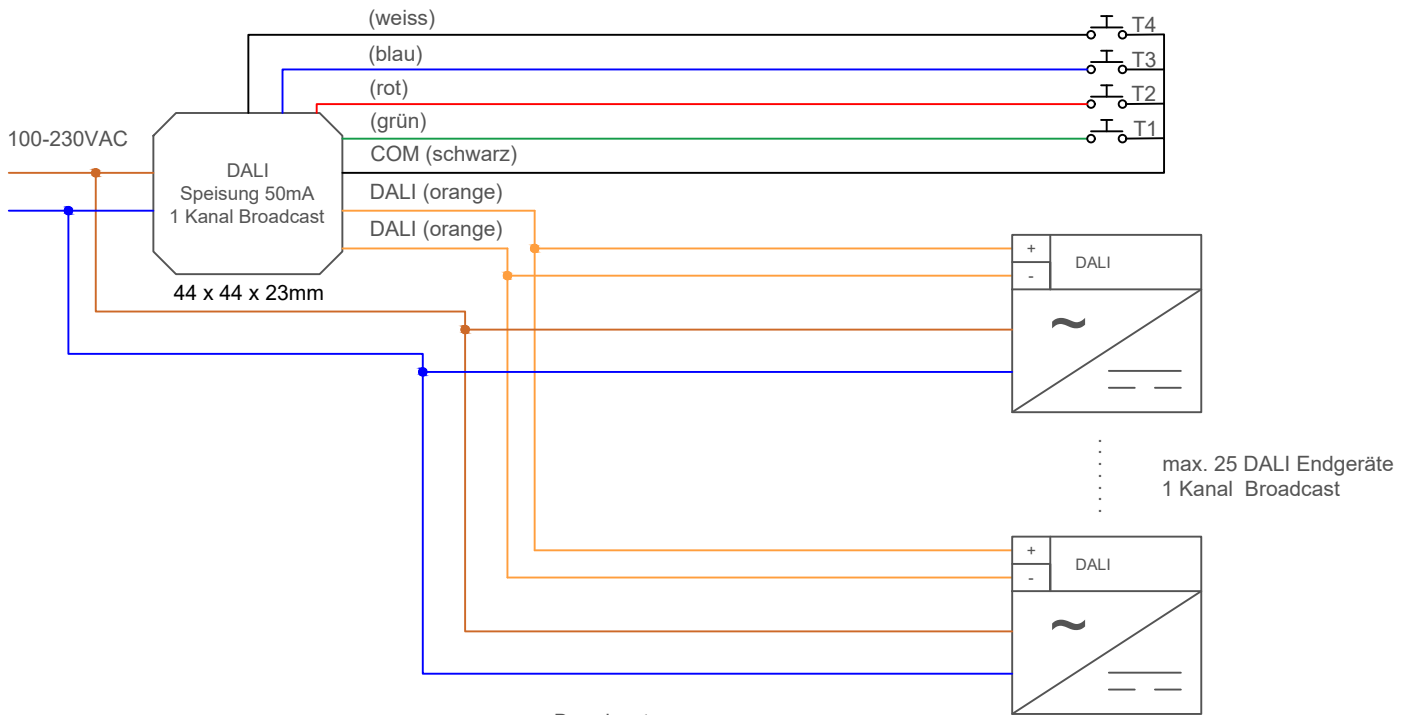 (weiss)
T4
(blau)
T3
(rot)
T2
(grün)
T1
100-230VAC
COM (schwarz)
DALI
Speisung 50mA
1 Kanal Broadcast
DALI (orange)
DALI (orange)
44 x 44 x 23mm
+
-
DALI
~
max. 25 DALI Endgeräte
1 Kanal Broadcast
+
-
DALI
~